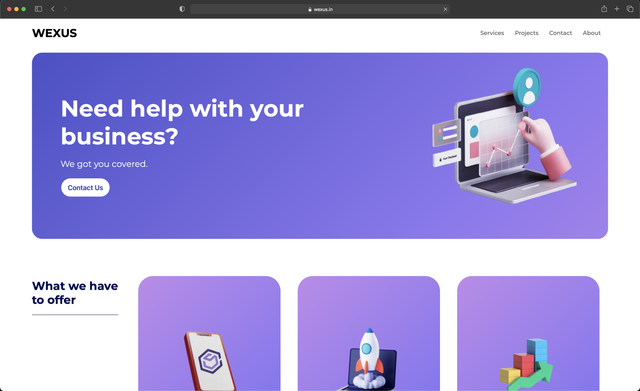 wexus.in
WEXUS
Services
Projects
Contact
About
Need help with your
business?
We got you covered.
Contact Us
What we have
to offer